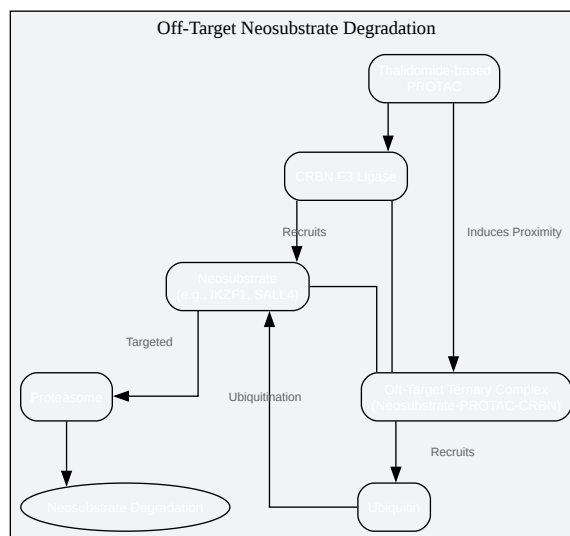 Off-Target Neosubstrate Degradation
Thalidomide-based
PROTAC
CRBN E3 Ligase
Recruits
Induces Proximity
Neosubstrate
(e.g., IKZF1, SALL4)
Targeted
Proteasome
Ubiquitination
Off-Target Ternary Complex
(Neosubstrate-PROTAC-CRBN)
Recruits
Neosubstrate Degradation
Ubiquitin